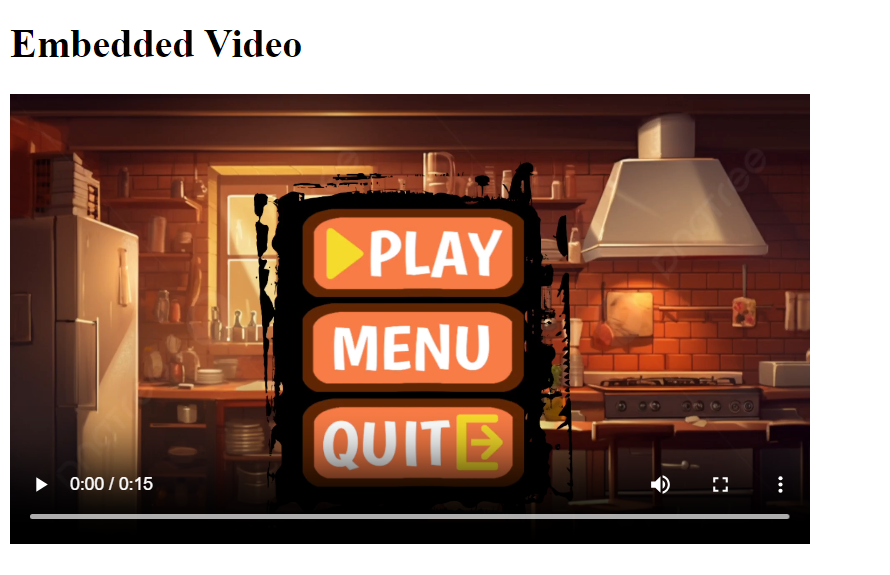 Embedded Video
PLAY
MENU
QUIT
0:00 / 0:15